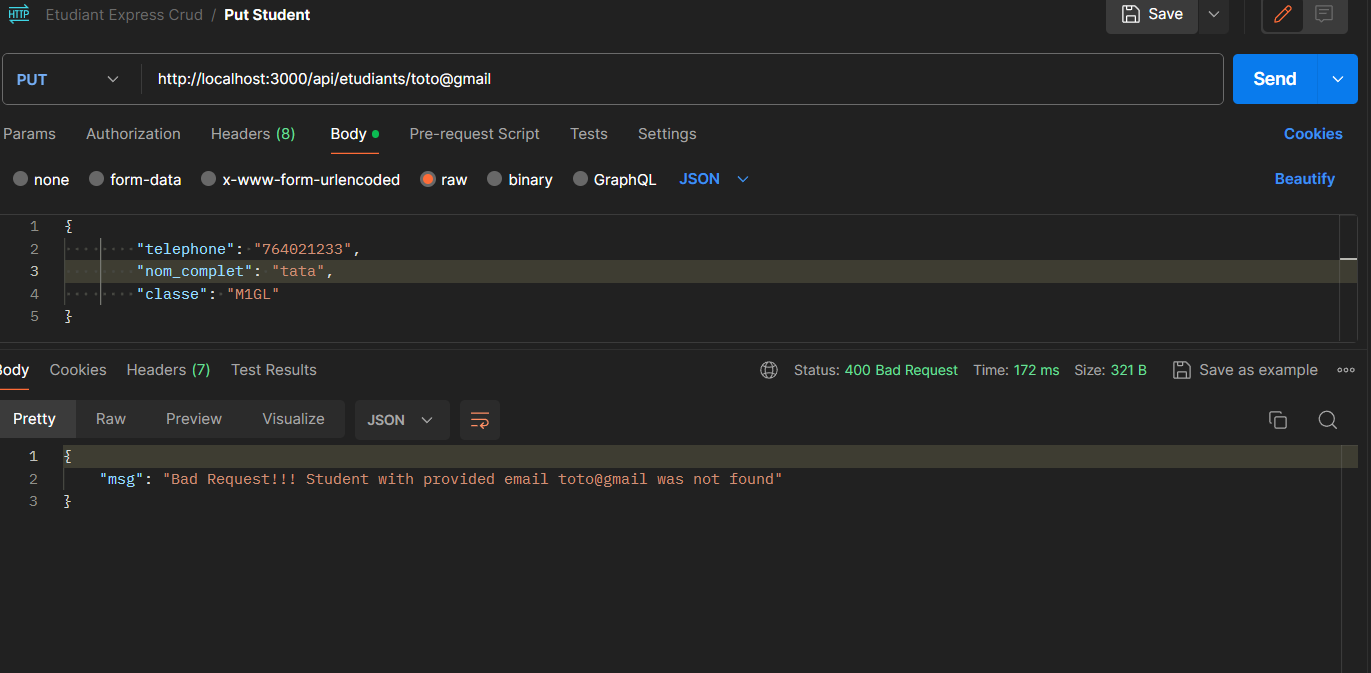 HTTP Etudiant Express Crud / Put Student Save
PUT http://localhost:3000/api/etudiants/toto@gmail Send
Params Authorization Headers (8) Body Pre-request Script Tests Settings Cookies
none form-data x-www-form-urlencoded raw binary GraphQL JSON Beautify
1 {
2 "telephone": "764021233",
3 "nom_complet": "tata",
4 "classe": "M1GL"
5 }
Body Cookies Headers (7) Test Results Status: 400 Bad Request Time: 172 ms Size: 321 B Save as example
Pretty Raw Preview Visualize JSON
1 {
2 "msg": "Bad Request!!! Student with provided email toto@gmail was not found"
3 }